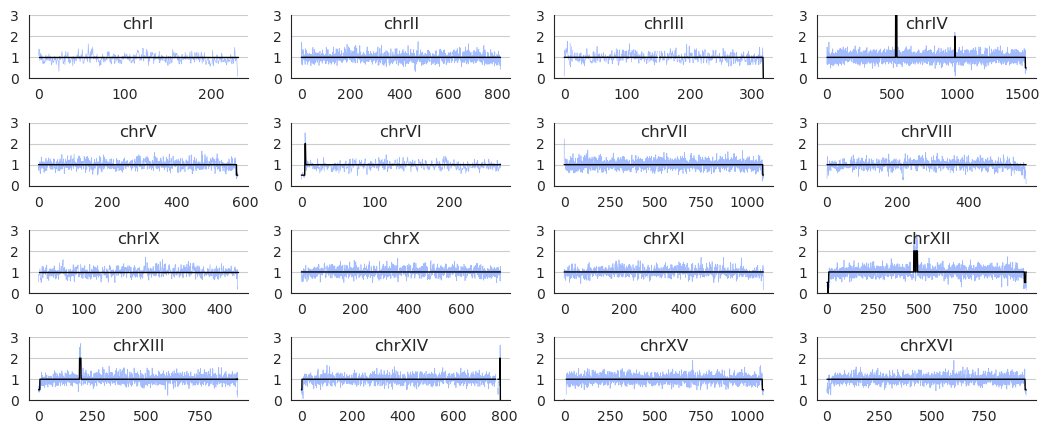 chrI chrII chrIII chrIV
3 3 3 3
2 2 2 2
1 1 1 1
0 0 0 0
0 100 200 0 200 400 600 800 0 100 200 300 0 500 1000 1500
chrV chrVI chrVII chrVIII
3 3 3 3
2 2 2 2
1 1 1 1
0 0 0 0
0 200 400 600 0 100 200 0 250 500 750 1000 0 200 400
chrIX chrX chrXI chrXII
3 3 3 3
2 2 2 2
1 1 1 1
0 0 0 0
0 100 200 300 400 0 200 400 600 0 200 400 600 0 250 500 750 1000
chrXIII chrXIV chrXV chrXVI
3 3 3 3
2 2 2 2
1 1 1 1
0 0 0 0
0 250 500 750 0 200 400 600 800 0 250 500 750 1000 0 250 500 750